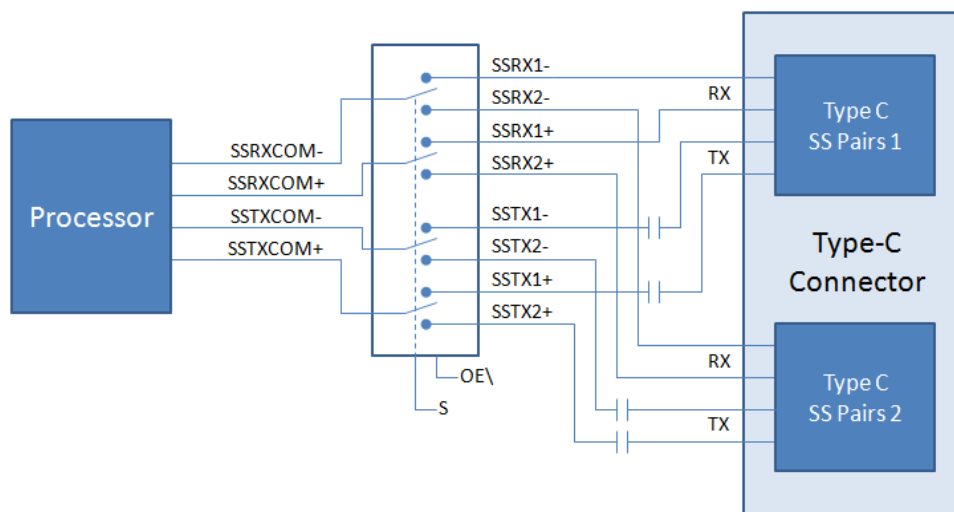 Processor
SSRXCOM-
SSRXCOM+
SSTXCOM-
SSTXCOM+
SSRX1-
SSRX2-
SSRX1+
SSRX2+
SSTX1-
SSTX2-
SSTX1+
SSTX2+
OE\
S
RX
TX
Type C
SS Pairs 1
Type-C
Connector
RX
TX
Type C
SS Pairs 2